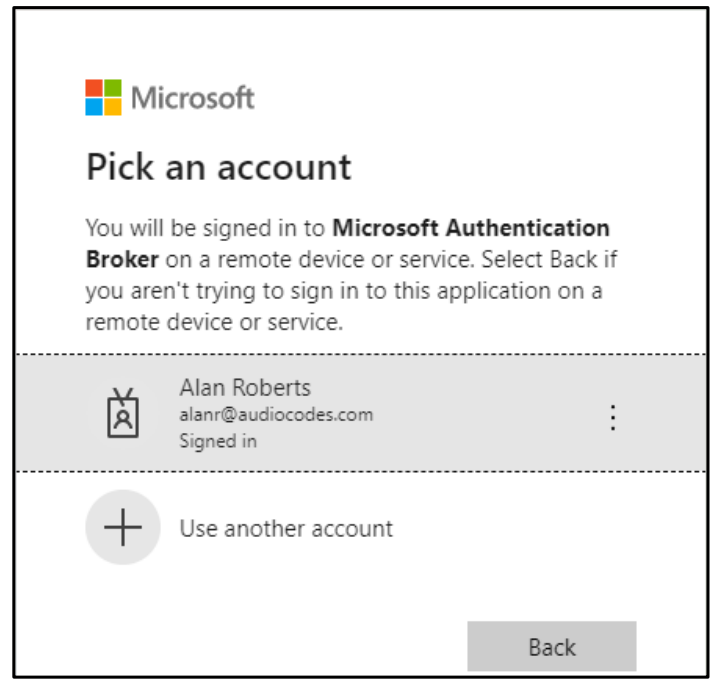 Microsoft
Pick an account
You will be signed in to Microsoft Authentication
Broker on a remote device or service. Select Back if
you aren't trying to sign in to this application on a
remote device or service.
Alan Roberts
alanr@audiocodes.com
Signed in
Use another account
Back